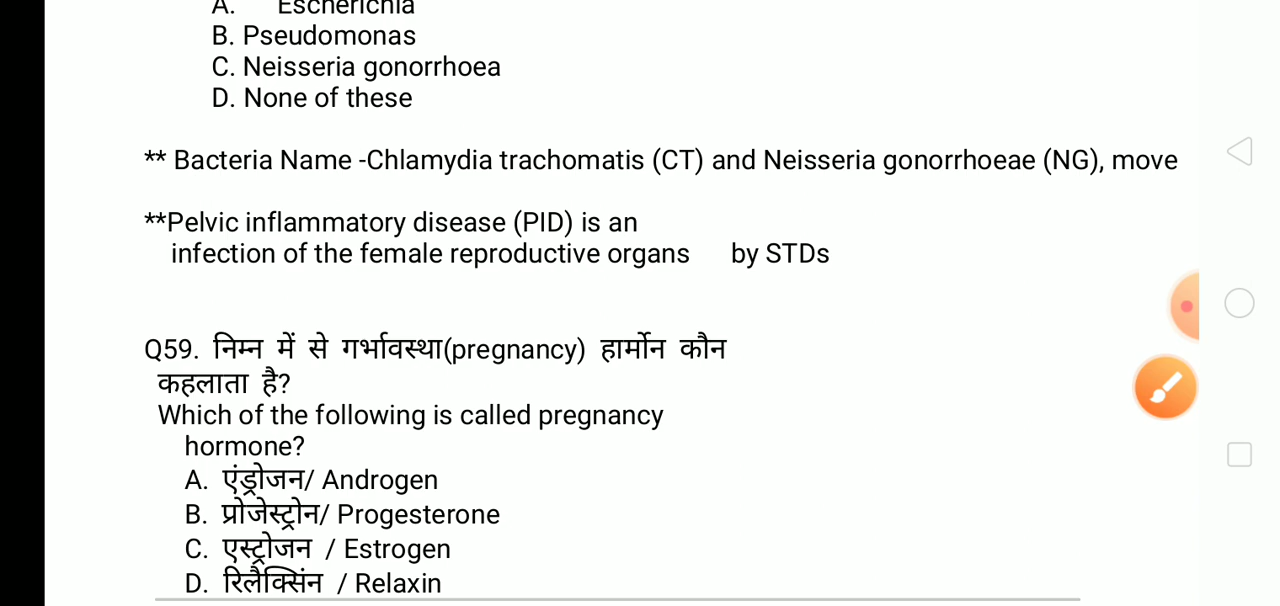 A. Escherichia
B. Pseudomonas
C. Neisseria gonorrhoea
D. None of these
** Bacteria Name -Chlamydia trachomatis (CT) and Neisseria gonorrhoeae (NG), move
**Pelvic inflammatory disease (PID) is an
infection of the female reproductive organs by STDs
Q59. निम्न में से गर्भावस्था(pregnancy) हार्मोन कौन
कहलाता है?
Which of the following is called pregnancy
hormone?
A. एंड्रोजन/ Androgen
B. प्रोजेस्ट्रोन/ Progesterone
C. एस्ट्रोजन / Estrogen
D. रिलैक्सिंन / Relaxin